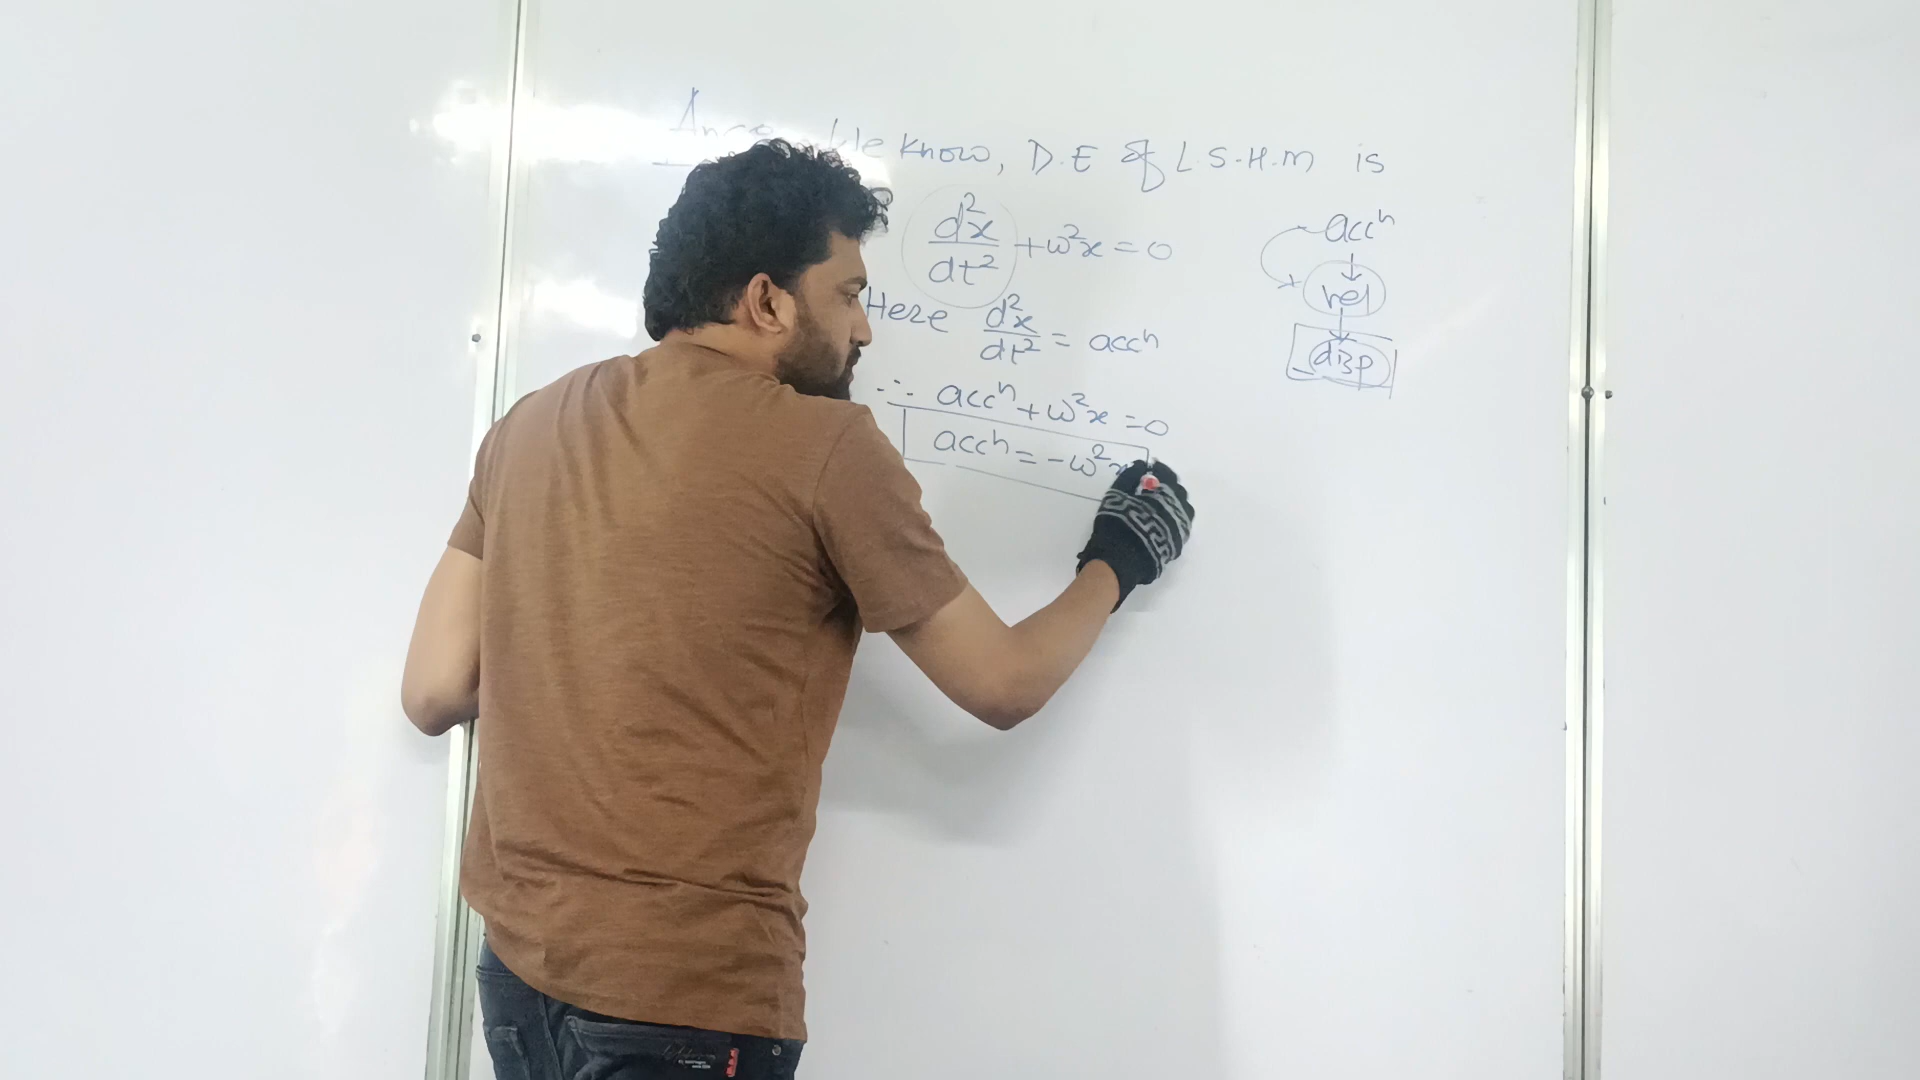 We know, D.E of L.S.H.M is
d²x/dt² + ω²x = 0
Here d²x/dt² = accⁿ
∴ accⁿ + ω²x = 0
accⁿ = -ω²x
accⁿ
vel
disp